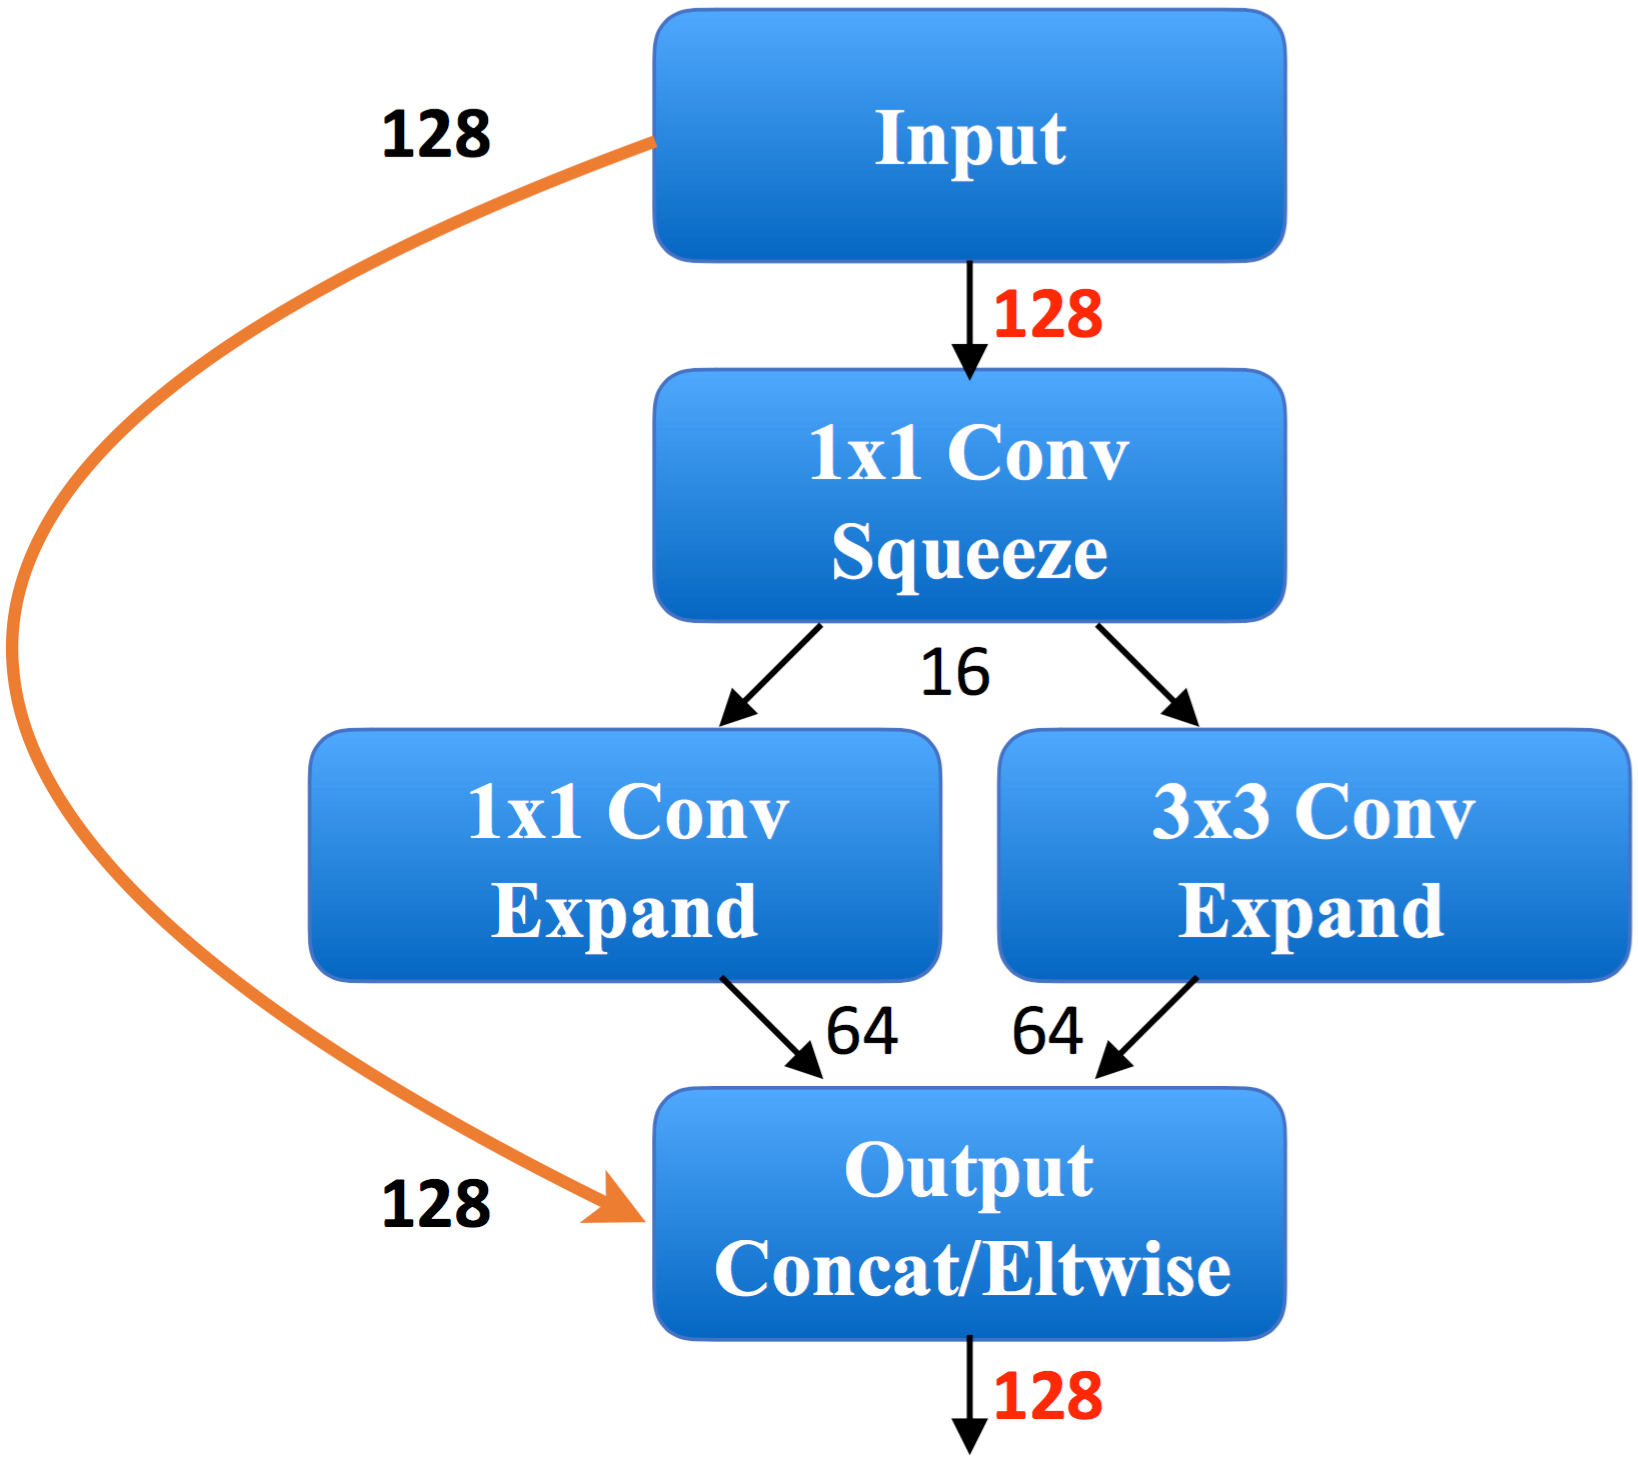 128
Input
128
1x1 Conv
Squeeze
16
1x1 Conv
Expand
3x3 Conv
Expand
64
64
128
Output
Concat/Eltwise
128